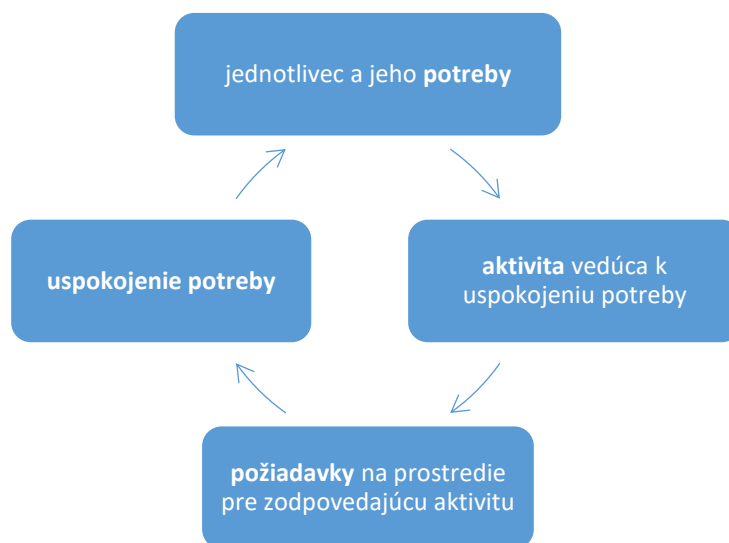 jednotlivec a jeho potreby
aktivita vedúca k
uspokojeniu potreby
požiadavky na prostredie
pre zodpovedajúcu aktivitu
uspokojenie potreby